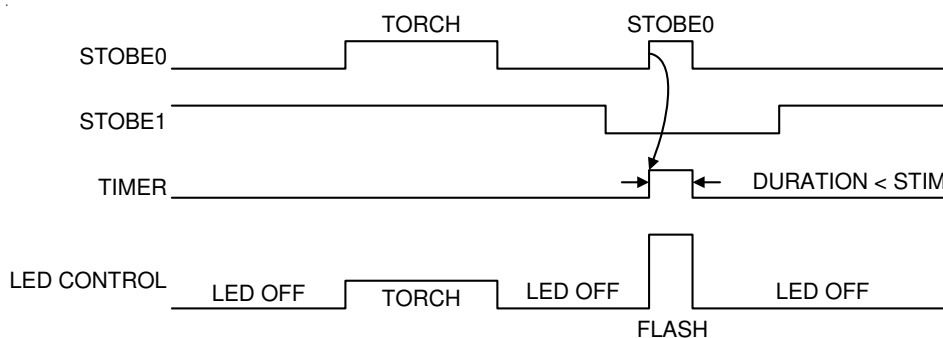 TORCH STOBE0
STOBE0
STOBE1
TIMER DURATION < STIM
LED CONTROL
LED OFF TORCH LED OFF LED OFF
FLASH